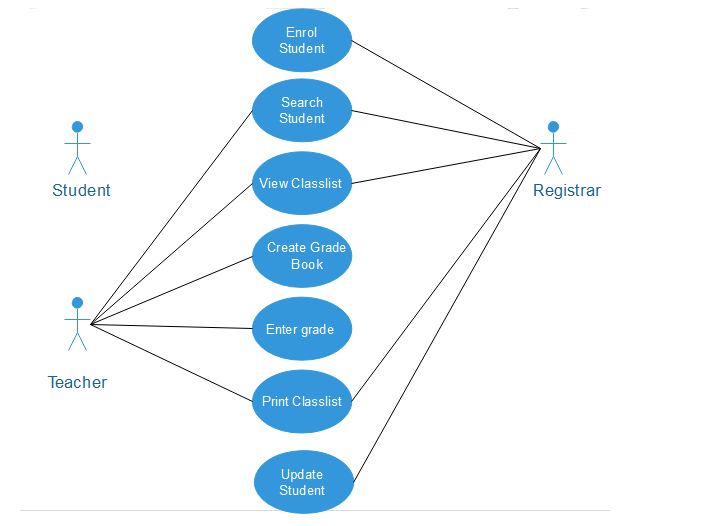 Enrol
Student
Search
Student
Student
View Classlist
Registrar
Create Grade
Book
Enter grade
Teacher
Print Classlist
Update
Student